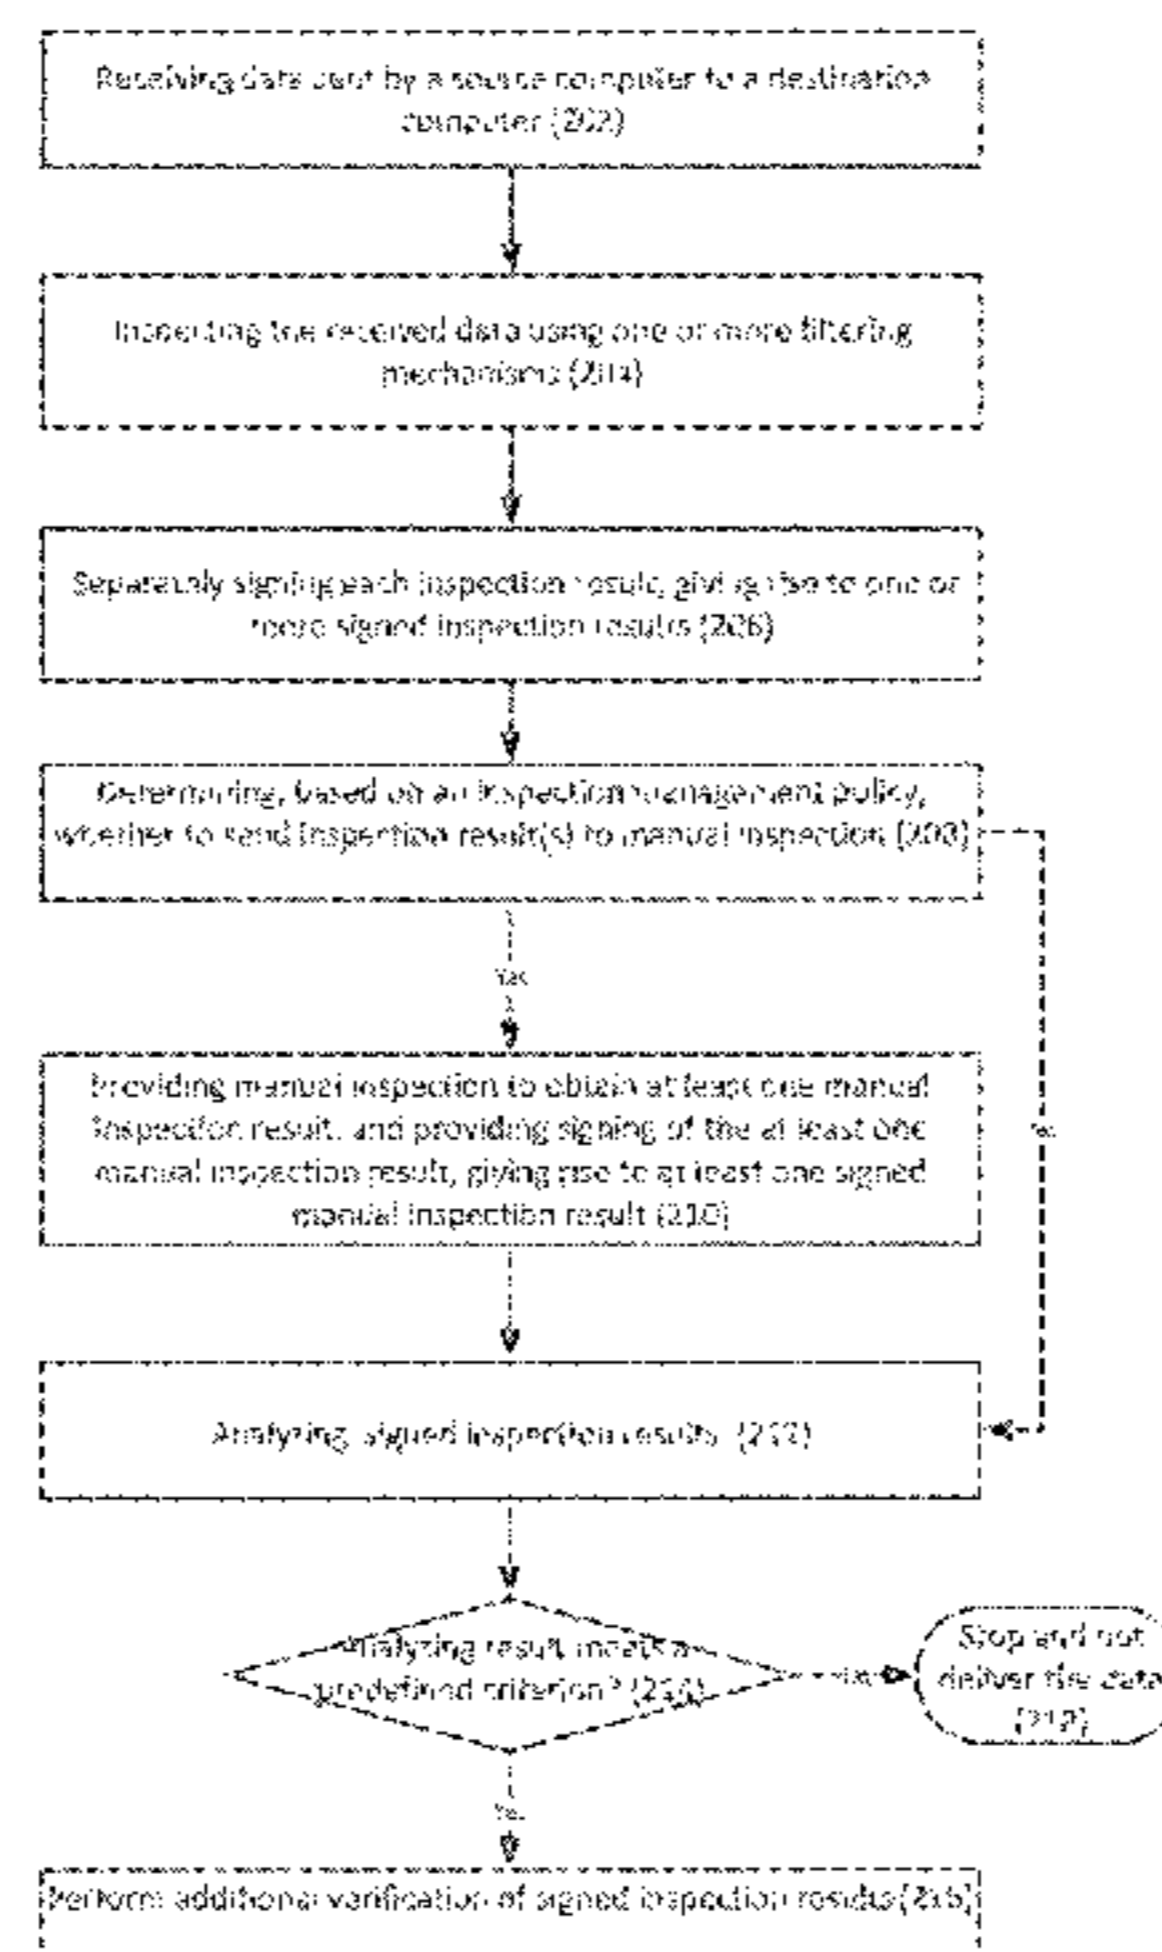 Receiving data sent by a source computer to a destination
computer (202)
Inspecting the received data using one or more filtering
mechanisms (204)
Separately signing each inspection result, giving rise to one or
more signed inspection results (206)
Determining, based on an inspection management policy,
whether to send inspection result(s) to manual inspection (208)
Yes
Providing manual inspection to obtain at least one manual
inspection result, and providing signing of the at least one
manual inspection result, giving rise to at least one signed
manual inspection result (210)
Analyzing signed inspection results (212)
Analyzing result meets a
predefined criterion? (214)
Stop and not
deliver the data
Yes
Perform additional verification of signed inspection results (216)